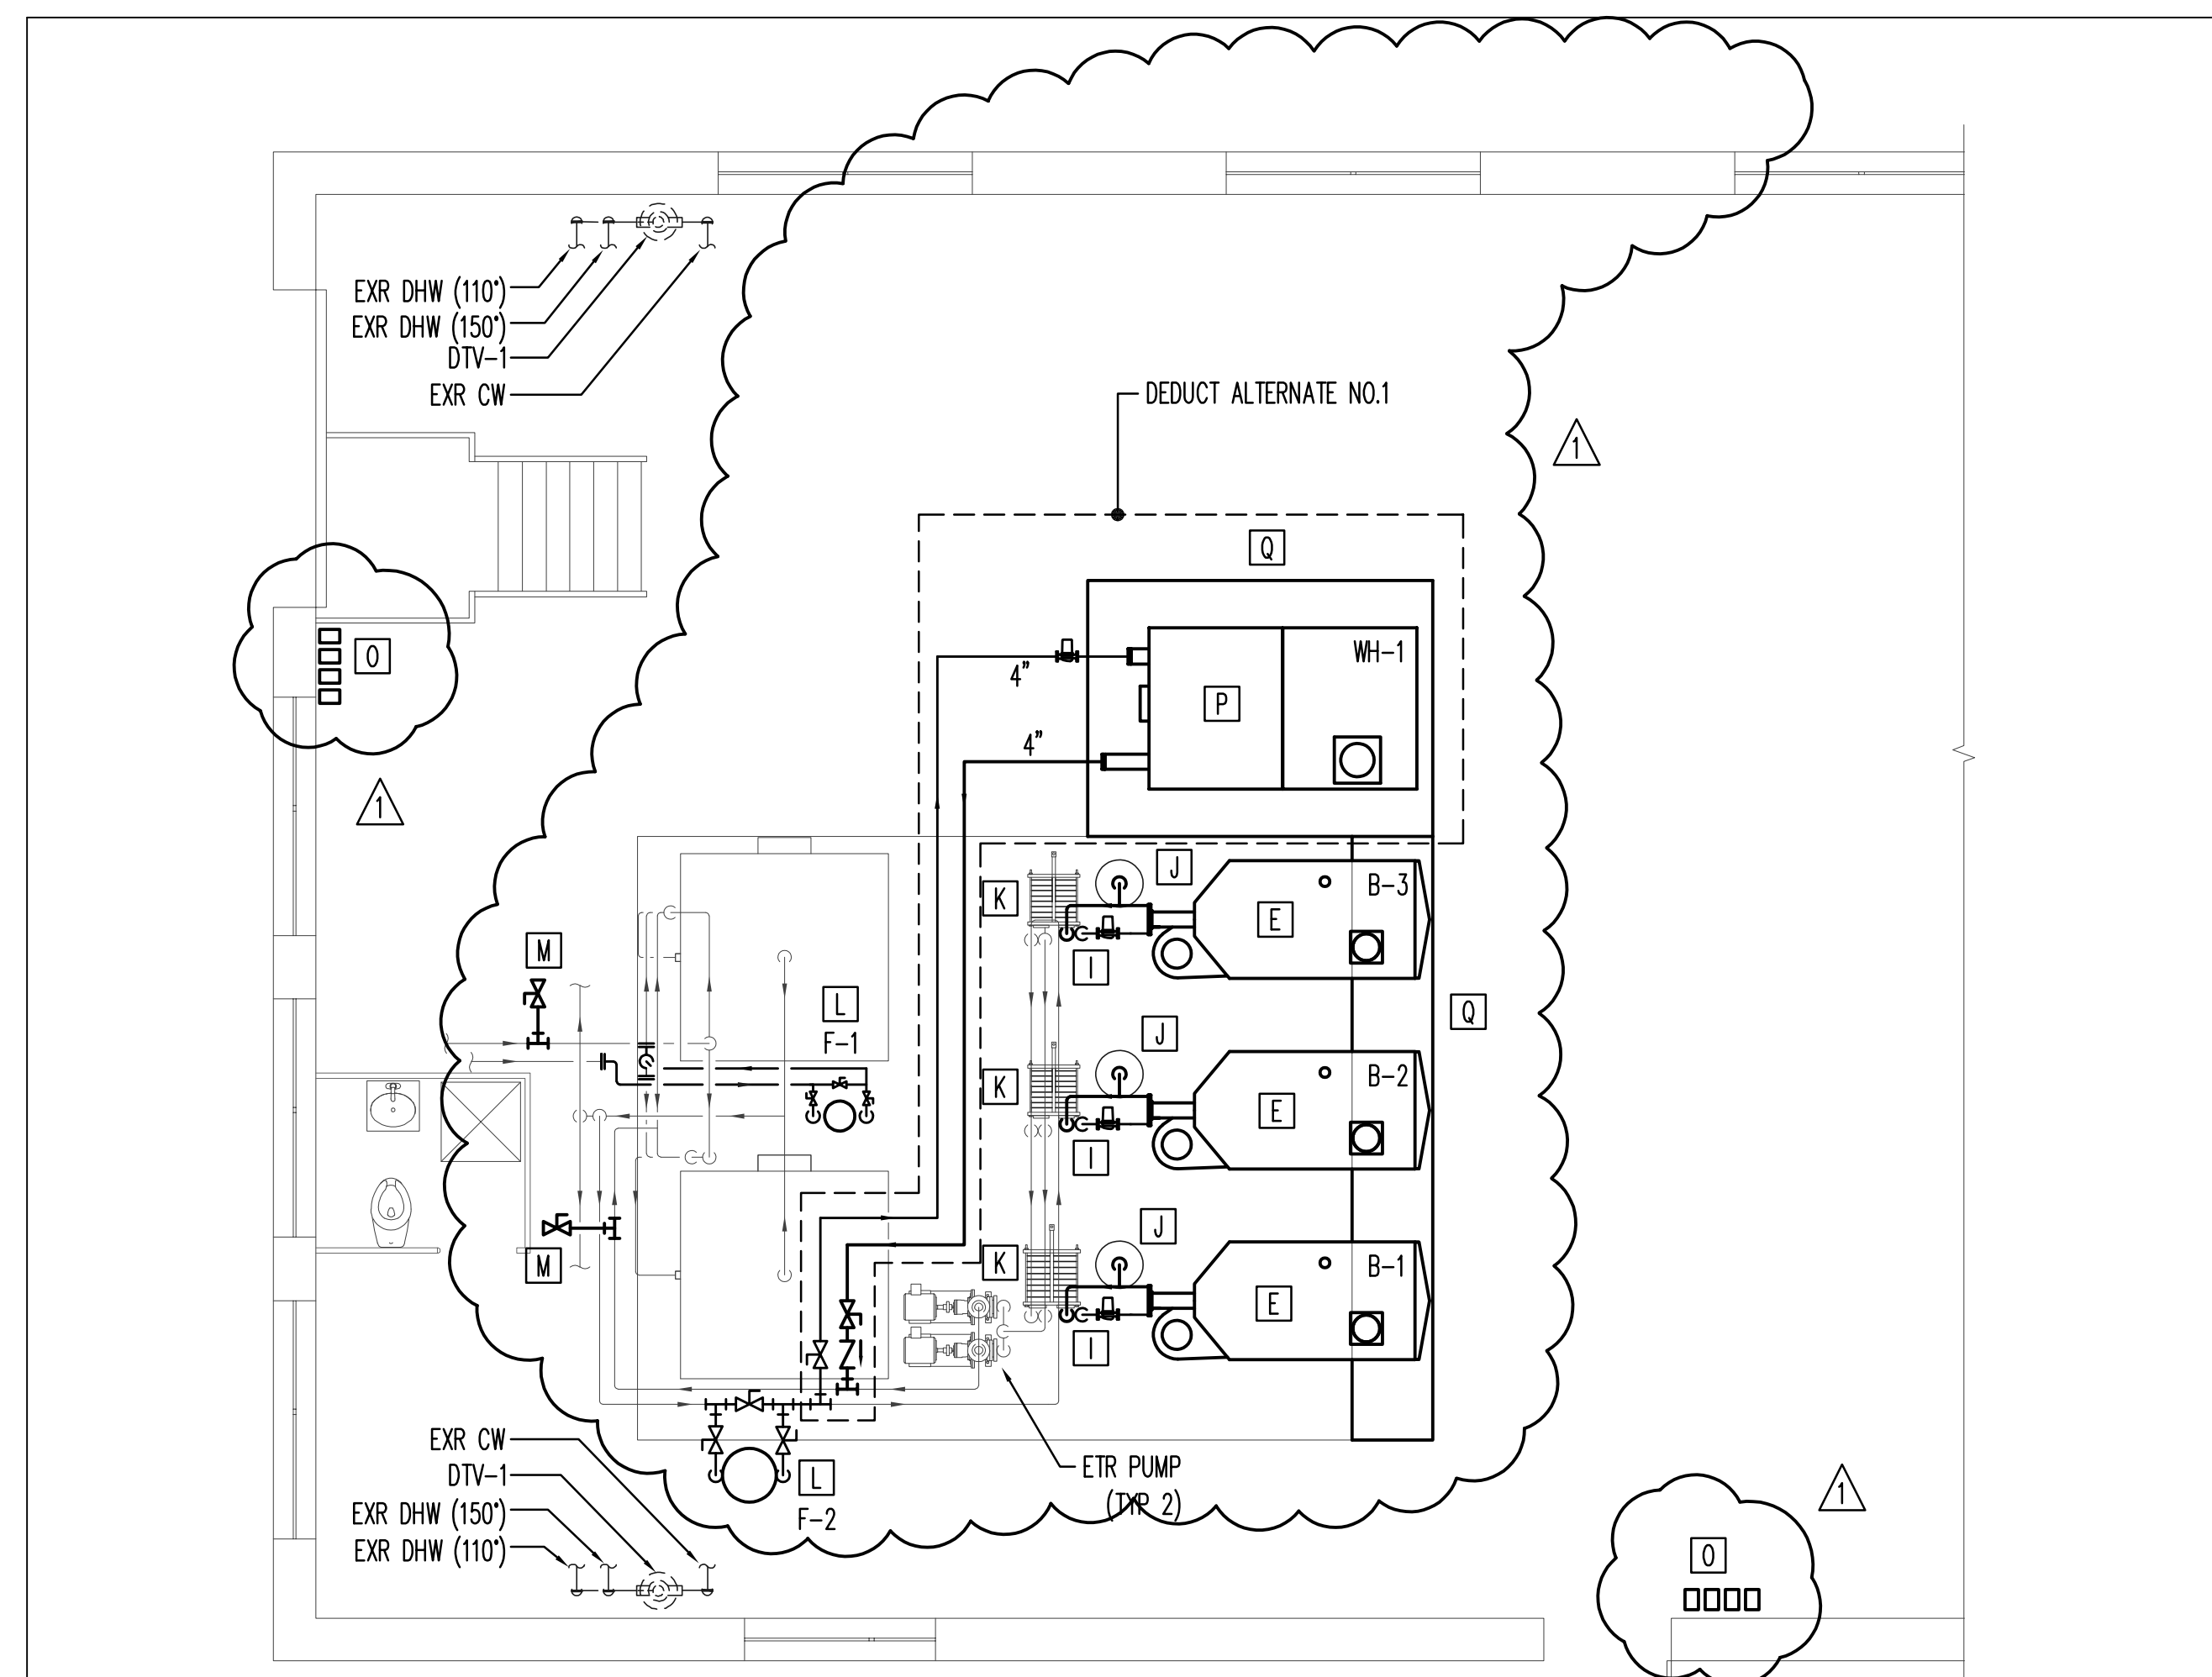 EXR DHW (110°)
EXR DHW (150°)
DTV-1
EXR CW
DEDUCT ALTERNATE NO.1
1
Q
O
WH-1
4"
P
4"
1
J
K
B-3
E
I
M
L
F-1
Q
J
K
B-2
E
I
J
K
B-1
E
I
M
EXR CW
DTV-1
EXR DHW (150°)
EXR DHW (110°)
L
F-2
ETR PUMP
(TYP 2)
1
O